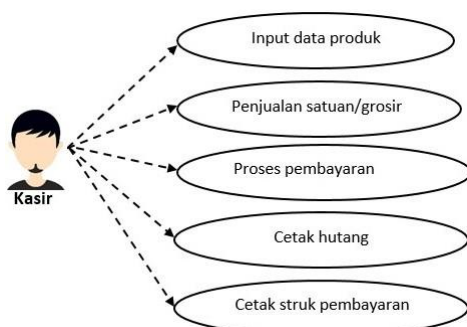 Input data produk
Penjualan satuan/grosir
Proses pembayaran
Kasir
Cetak hutang
Cetak struk pembayaran